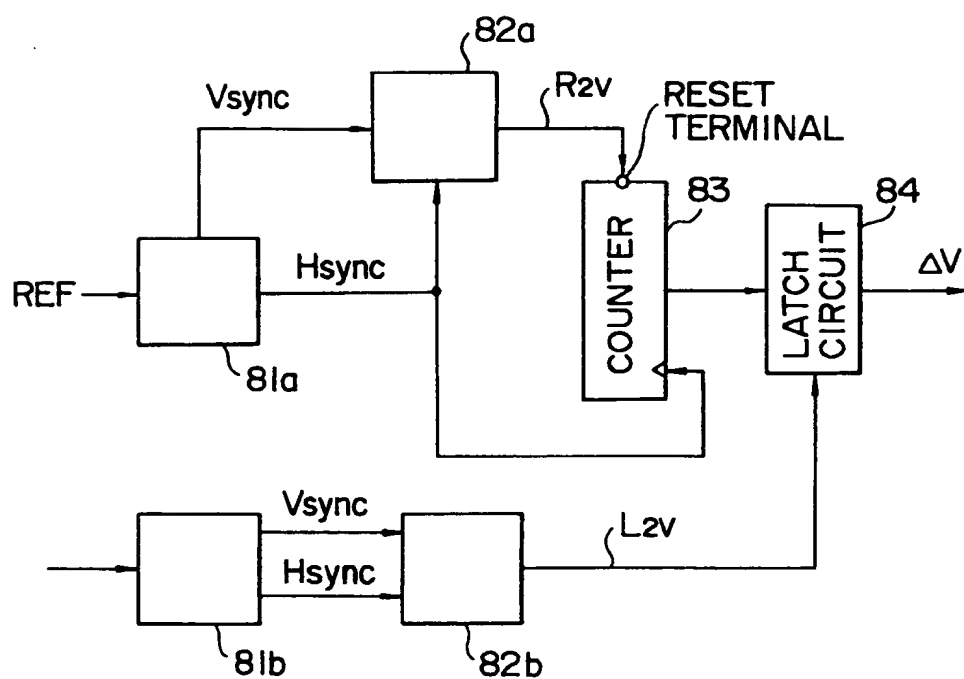 82a
Vsync
R2V
RESET
TERMINAL
83
84
Hsync
REF
COUNTER
LATCH
CIRCUIT
ΔV
81a
Vsync
Hsync
L2V
81b
82b